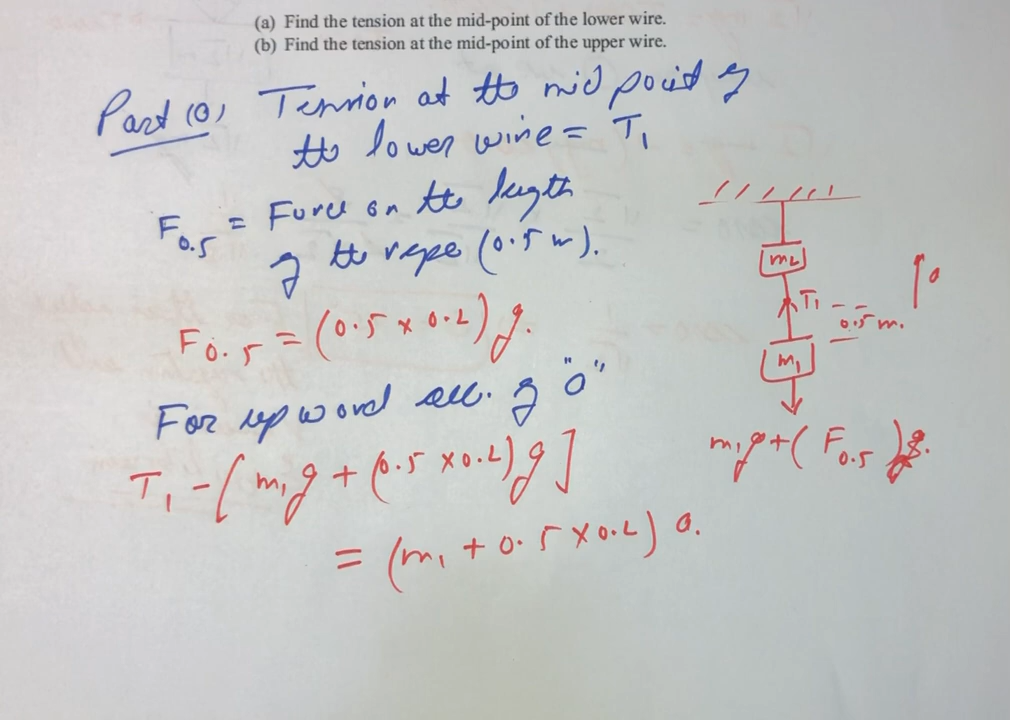 (a) Find the tension at the mid-point of the lower wire.
(b) Find the tension at the mid-point of the upper wire.
Part (a) Tension at the mid point of
the lower wire = T₁
F₀.₅ = Force on the length
of the rope (0.5 m).
F₀.₅ = (0.5 × 0.2) g.
For upward acc. of "a"
T₁ - [m₁g + (0.5 × 0.2) g]
= (m₁ + 0.5 × 0.2) a.
m₂
T₁
0.5 m.
a
m₁
m₁g + (F₀.₅)g.